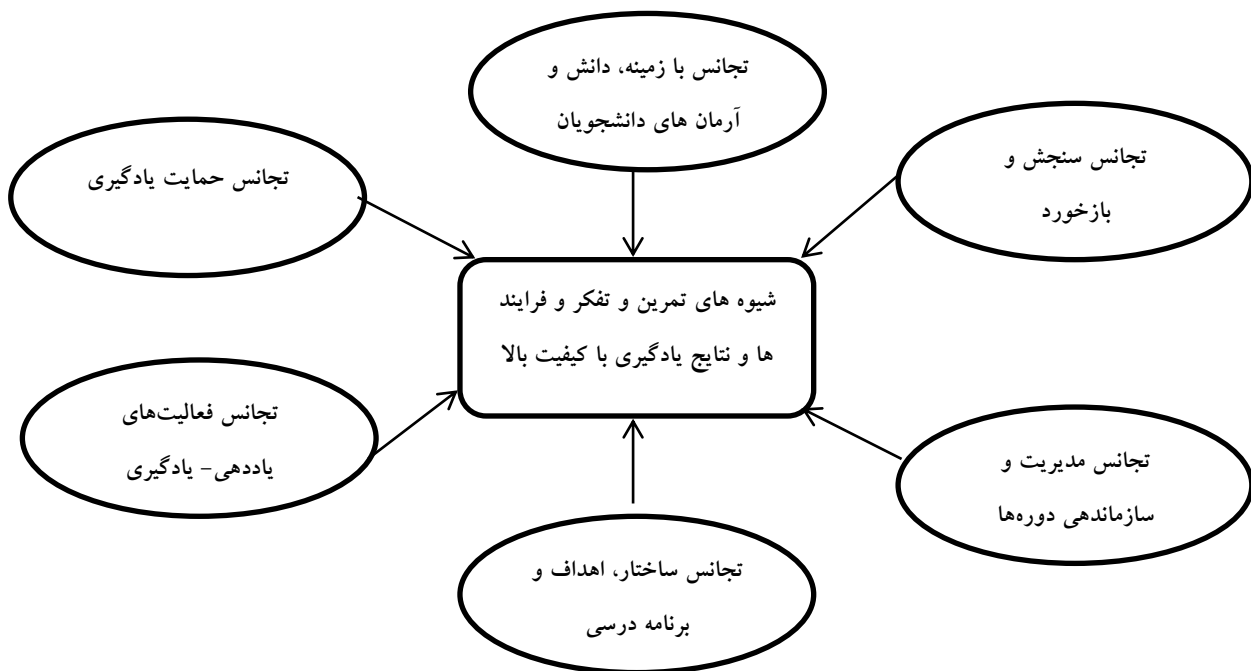 تجانس با زمینه، دانش و
آرمان های دانشجویان
تجانس سنجش و
بازخورد
تجانس حمایت یادگیری
شیوه های تمرین و تفکر و فرایند
ها و نتایج یادگیری با کیفیت بالا
تجانس فعالیت‌های
یاددهی- یادگیری
تجانس مدیریت و
سازماندهی دوره‌ها
تجانس ساختار، اهداف و
برنامه درسی